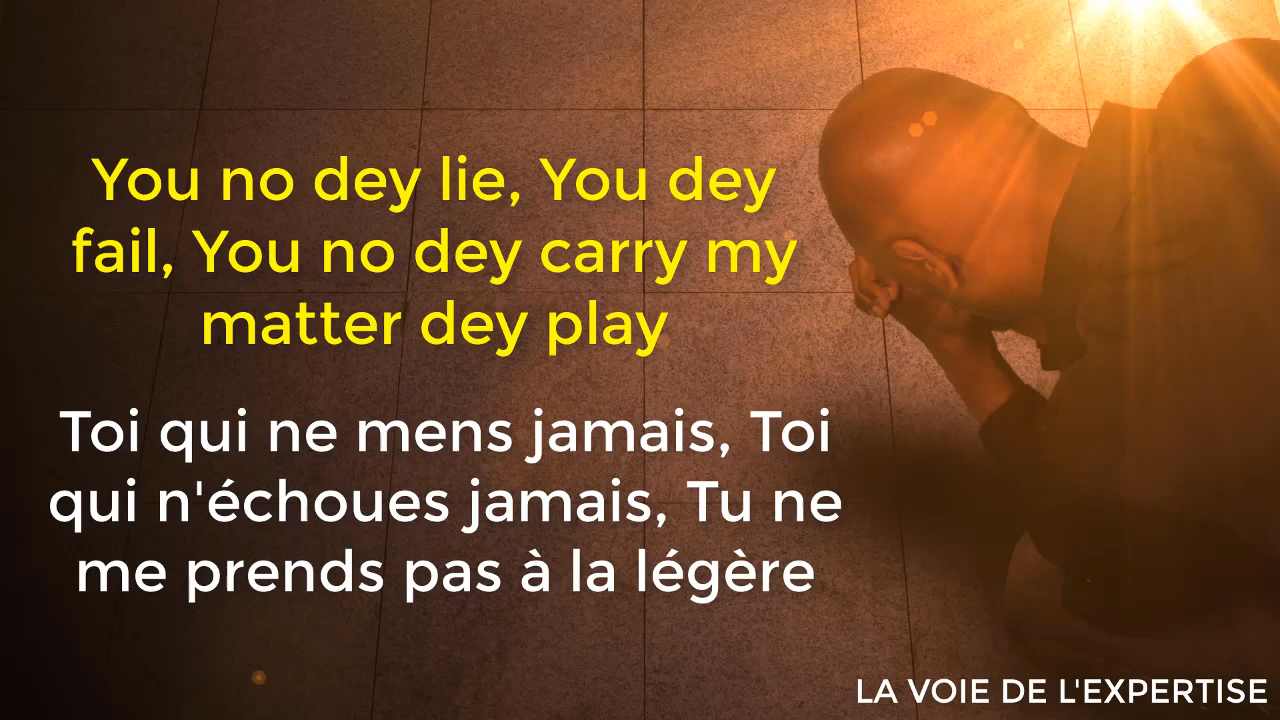 You no dey lie, You dey
fail, You no dey carry my
matter dey play
Toi qui ne mens jamais, Toi
qui n'échoues jamais, Tu ne
me prends pas à la légère
LA VOIE DE L'EXPERTISE